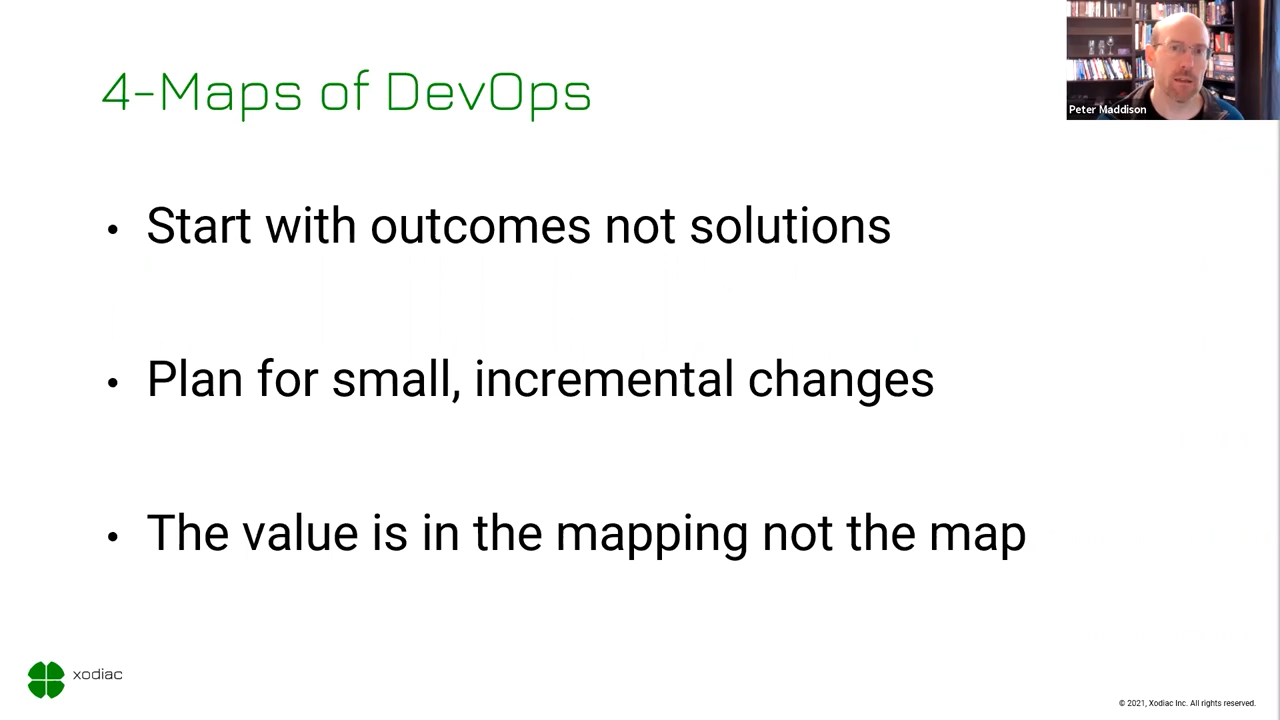 4-Maps of DevOps
Peter Maddison
• Start with outcomes not solutions
• Plan for small, incremental changes
• The value is in the mapping not the map
xodiac
© 2021, Xodiac Inc. All rights reserved.